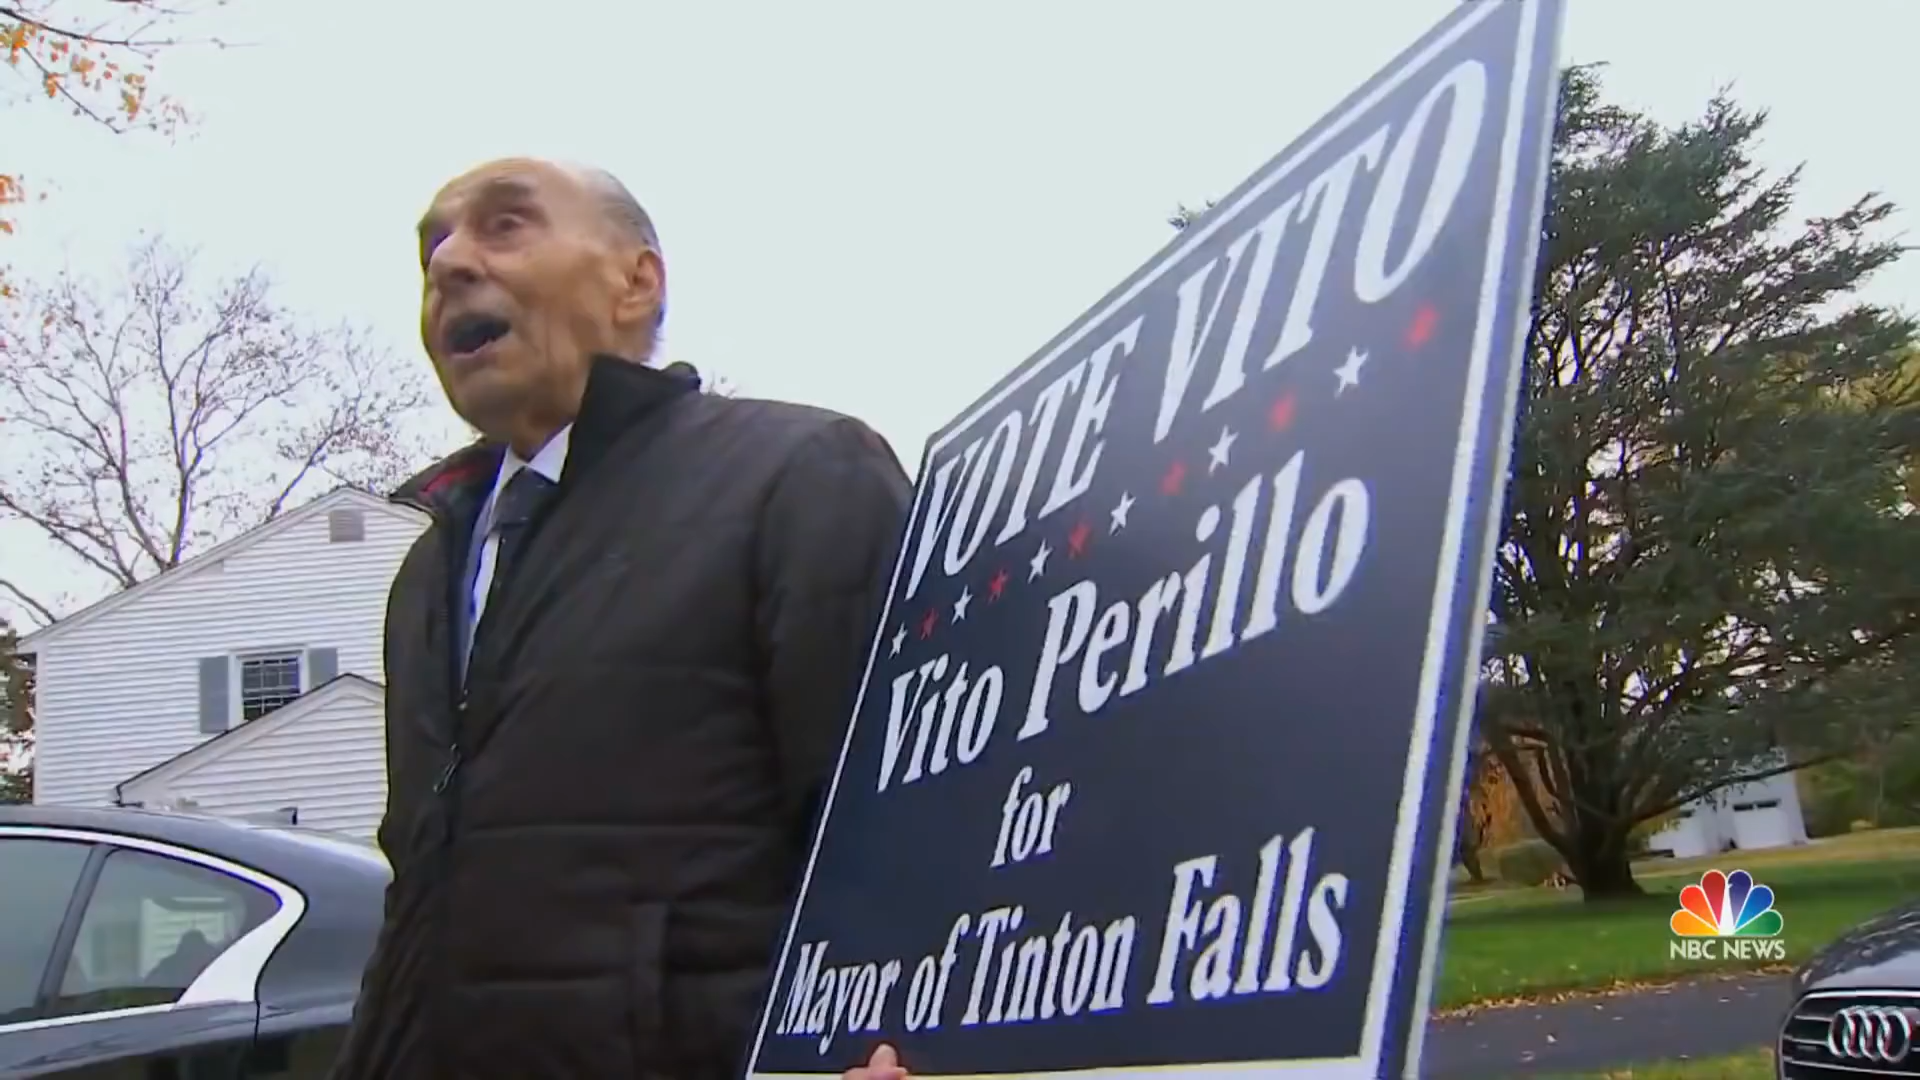 VOTE VITO
Vito Perillo
for
Mayor of Tinton Falls
NBC NEWS